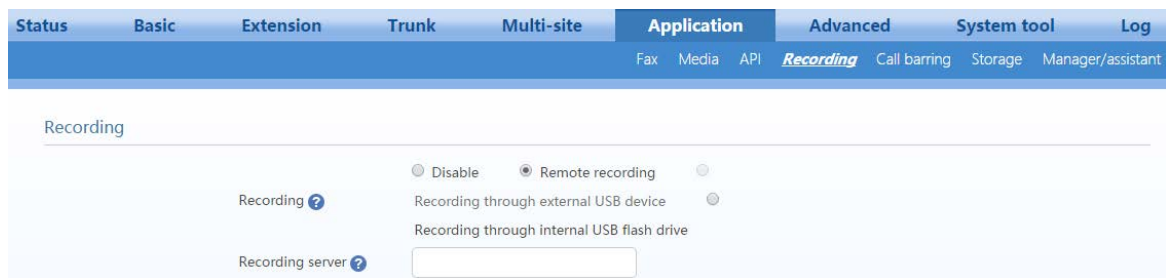 Status Basic Extension Trunk Multi-site Application Advanced System tool Log
Fax Media API Recording Call barring Storage Manager/assistant
Recording
Disable Remote recording
Recording ? Recording through external USB device
Recording through internal USB flash drive
Recording server ?